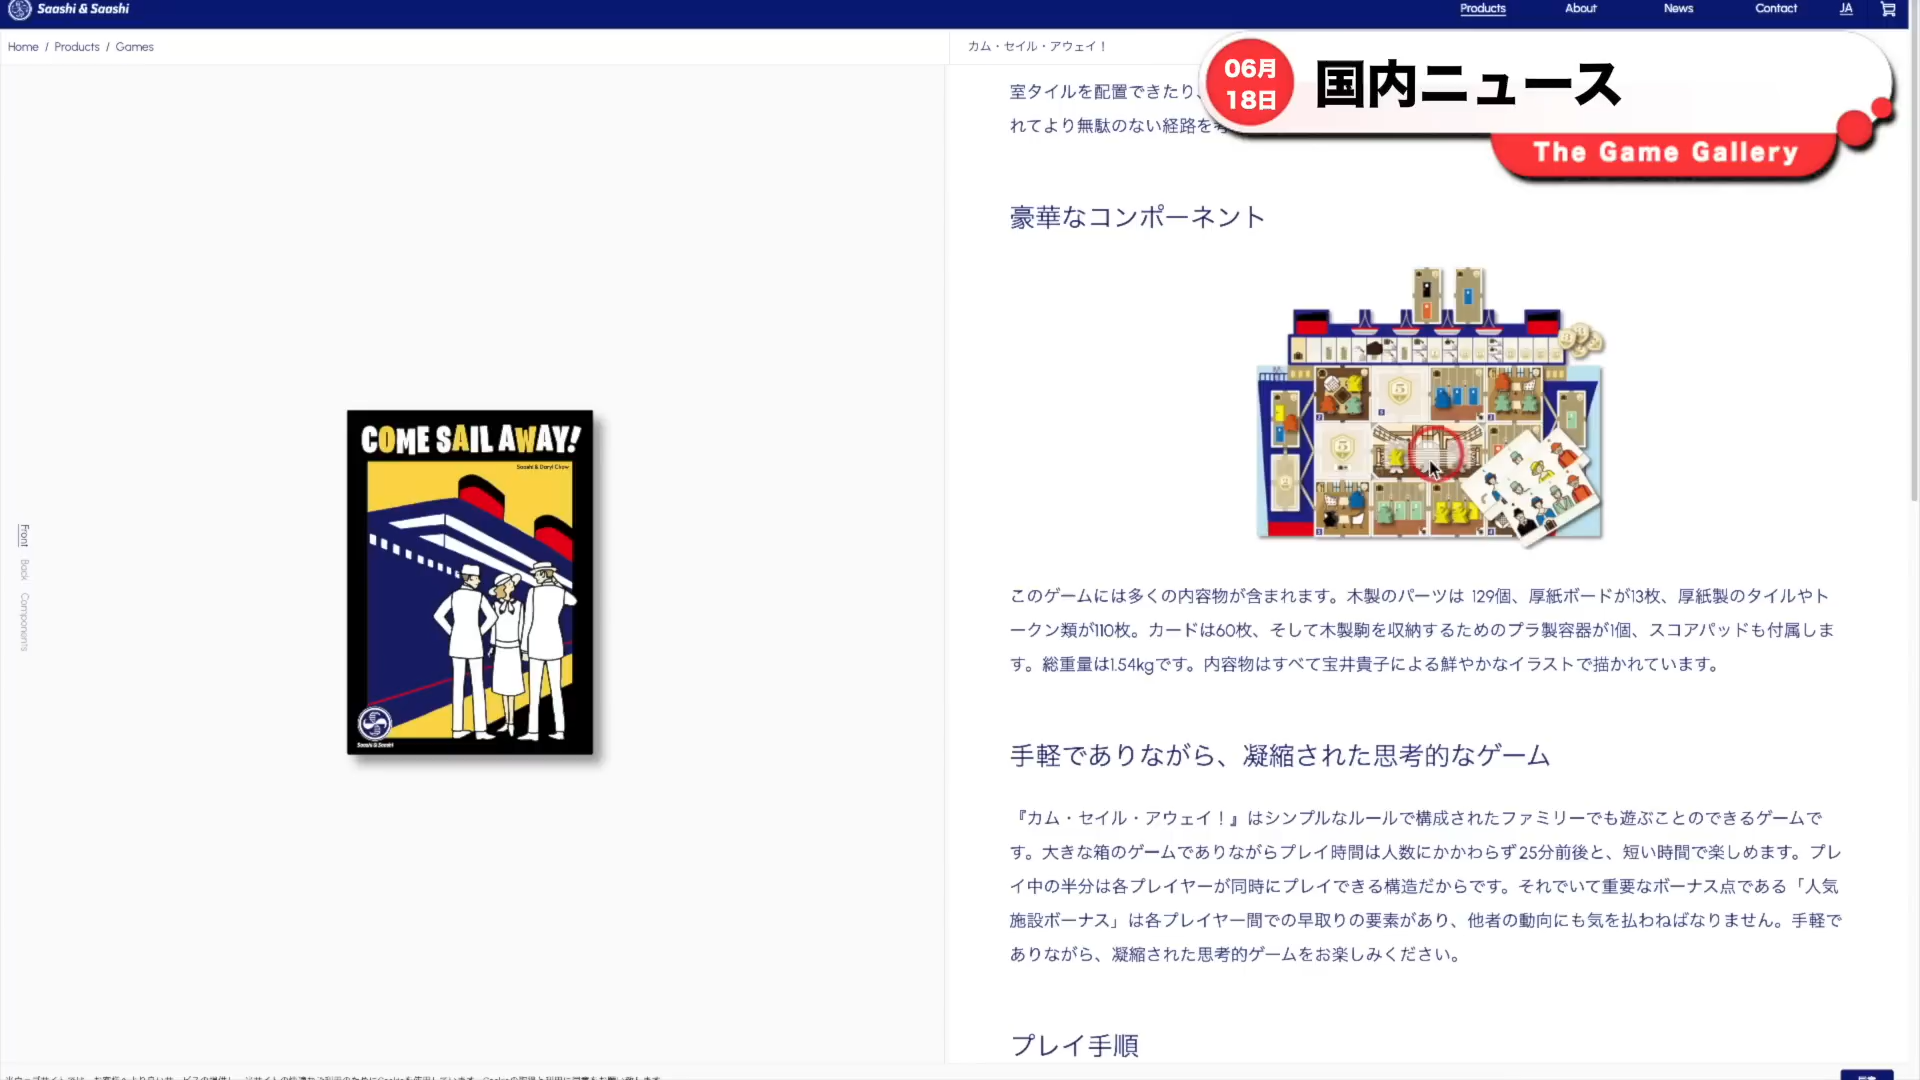 Saashi & Saashi
Products
About
News
Contact
JA
Home / Products / Games
カム・セイル・アウェイ！
06月
18日
国内ニュース
The Game Gallery
室タイルを配置できたり、
れてより無駄のない経路を
豪華なコンポーネント
COME SAIL AWAY!
Saashi & Daryl Chow
Saashi & Saashi
Front
Back
Components
このゲームには多くの内容物が含まれます。木製のパーツは 129個、厚紙ボードが13枚、厚紙製のタイルやト
ークン類が110枚。カードは60枚、そして木製駒を収納するためのプラ製容器が1個、スコアパッドも付属しま
す。総重量は1.54kgです。内容物はすべて宝井貴子による鮮やかなイラストで描かれています。
手軽でありながら、凝縮された思考的なゲーム
『カム・セイル・アウェイ！』はシンプルなルールで構成されたファミリーでも遊ぶことのできるゲームで
す。大きな箱のゲームでありながらプレイ時間は人数にかかわらず25分前後と、短い時間で楽しめます。プレ
イ中の半分は各プレイヤーが同時にプレイできる構造だからです。それでいて重要なボーナス点である「人気
施設ボーナス」は各プレイヤー間での早取りの要素があり、他者の動向にも気を払わねばなりません。手軽で
ありながら、凝縮された思考的ゲームをお楽しみください。
プレイ手順